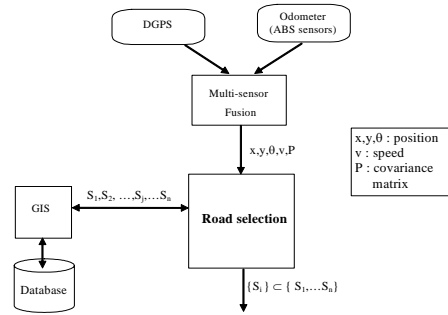 DGPS
Odometer
(ABS sensors)
Multi-sensor
Fusion
x,y,θ,v,P
x,y,θ : position
v : speed
P : covariance
matrix
S1,S2, …,Sj,…Sn
GIS
Road selection
Database
{Si} ⊂ { S1,…Sn}